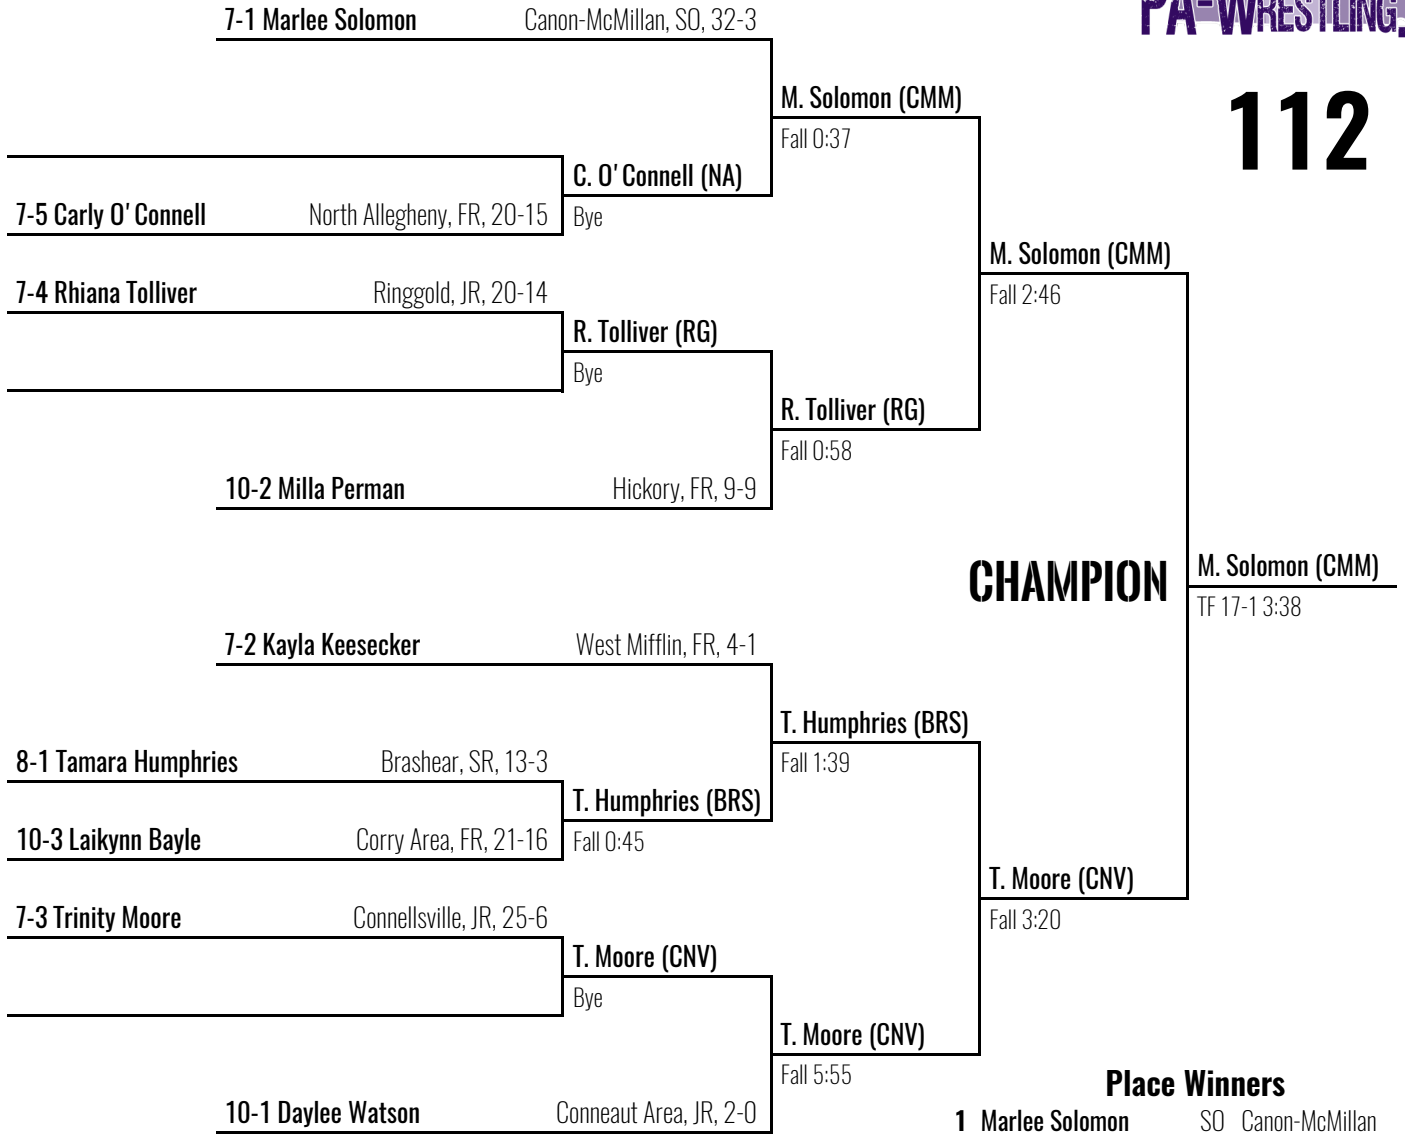 PA-WRESTLING.
112
7-1 Marlee Solomon Canon-McMillan, SO, 32-3
M. Solomon (CMM)
Fall 0:37
C. O'Connell (NA)
7-5 Carly O'Connell North Allegheny, FR, 20-15
Bye
M. Solomon (CMM)
7-4 Rhiana Tolliver Ringgold, JR, 20-14
Fall 2:46
R. Tolliver (RG)
Bye
R. Tolliver (RG)
Fall 0:58
10-2 Milla Perman Hickory, FR, 9-9
CHAMPION
M. Solomon (CMM)
TF 17-1 3:38
7-2 Kayla Keesecker West Mifflin, FR, 4-1
T. Humphries (BRS)
8-1 Tamara Humphries Brashear, SR, 13-3
Fall 1:39
T. Humphries (BRS)
10-3 Laikynn Bayle Corry Area, FR, 21-16
Fall 0:45
T. Moore (CNV)
7-3 Trinity Moore Connellsville, JR, 25-6
Fall 3:20
T. Moore (CNV)
Bye
T. Moore (CNV)
Fall 5:55
Place Winners
10-1 Daylee Watson Conneaut Area, JR, 2-0
1 Marlee Solomon SO Canon-McMillan